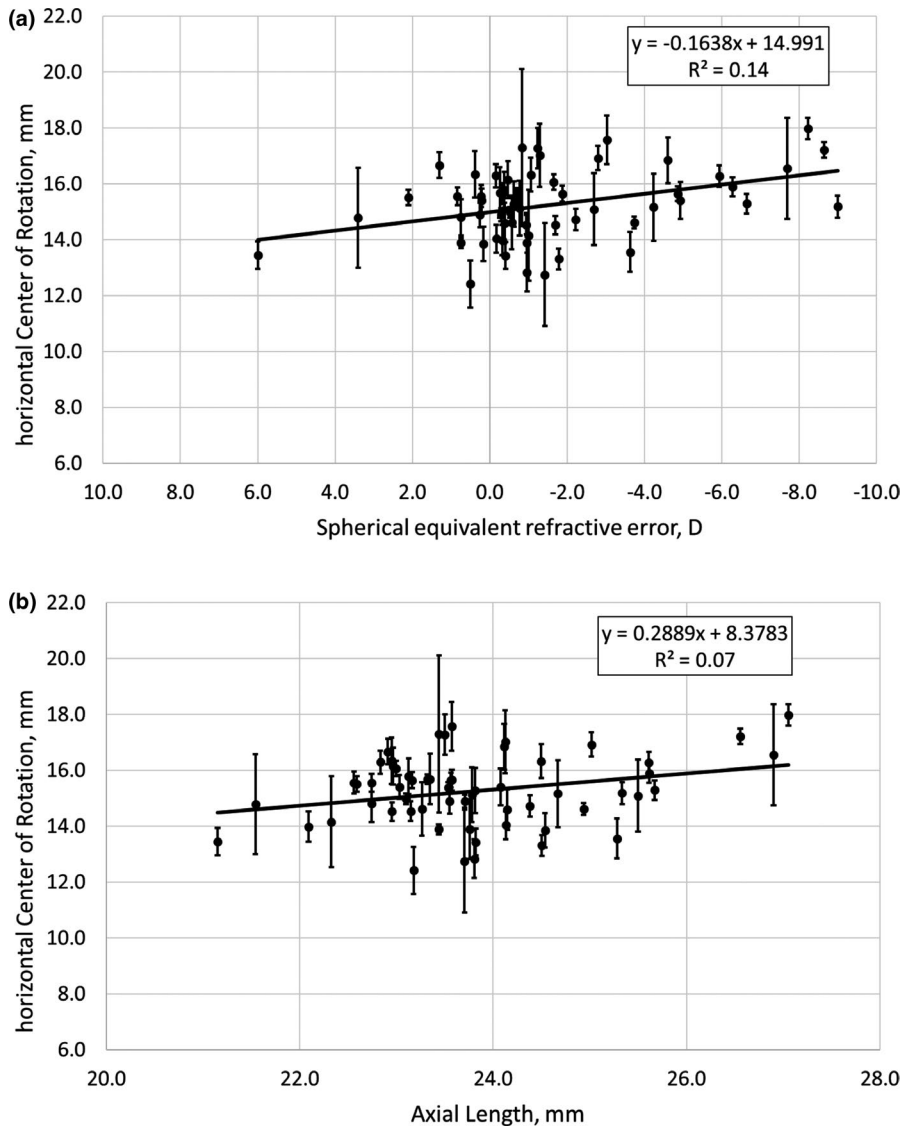 (a)
22.0
20.0
18.0
16.0
14.0
12.0
10.0
8.0
6.0
horizontal Center of Rotation, mm
y = -0.1638x + 14.991
R² = 0.14
10.0 8.0 6.0 4.0 2.0 0.0 -2.0 -4.0 -6.0 -8.0 -10.0
Spherical equivalent refractive error, D
(b)
22.0
20.0
18.0
16.0
14.0
12.0
10.0
8.0
6.0
horizontal Center of Rotation, mm
y = 0.2889x + 8.3783
R² = 0.07
20.0 22.0 24.0 26.0 28.0
Axial Length, mm